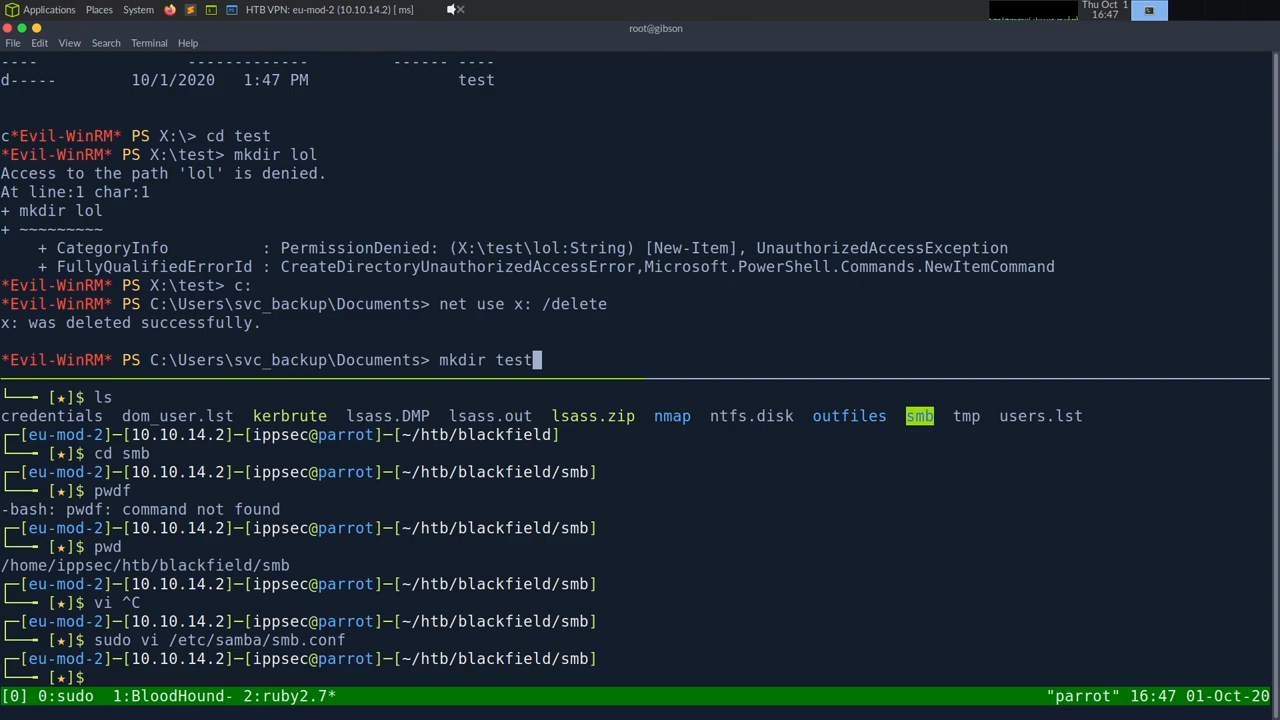 Applications Places System HTB VPN: eu-mod-2 (10.10.14.2) [ ms] Thu Oct 1 16:47
root@gibson
File Edit View Search Terminal Help
---- ------------- ------ ----
d----- 10/1/2020 1:47 PM test
c*Evil-WinRM* PS X:\> cd test
*Evil-WinRM* PS X:\test> mkdir lol
Access to the path 'lol' is denied.
At line:1 char:1
+ mkdir lol
+ ~~~~~~~~~
+ CategoryInfo : PermissionDenied: (X:\test\lol:String) [New-Item], UnauthorizedAccessException
+ FullyQualifiedErrorId : CreateDirectoryUnauthorizedAccessError,Microsoft.PowerShell.Commands.NewItemCommand
*Evil-WinRM* PS X:\test> c:
*Evil-WinRM* PS C:\Users\svc_backup\Documents> net use x: /delete
x: was deleted successfully.
*Evil-WinRM* PS C:\Users\svc_backup\Documents> mkdir test
└── [★]$ ls
credentials dom_user.lst kerbrute lsass.DMP lsass.out lsass.zip nmap ntfs.disk outfiles smb tmp users.lst
┌─[eu-mod-2]─[10.10.14.2]─[ippsec@parrot]─[~/htb/blackfield]
└── [★]$ cd smb
┌─[eu-mod-2]─[10.10.14.2]─[ippsec@parrot]─[~/htb/blackfield/smb]
└── [★]$ pwdf
-bash: pwdf: command not found
┌─[eu-mod-2]─[10.10.14.2]─[ippsec@parrot]─[~/htb/blackfield/smb]
└── [★]$ pwd
/home/ippsec/htb/blackfield/smb
┌─[eu-mod-2]─[10.10.14.2]─[ippsec@parrot]─[~/htb/blackfield/smb]
└── [★]$ vi ^C
┌─[eu-mod-2]─[10.10.14.2]─[ippsec@parrot]─[~/htb/blackfield/smb]
└── [★]$ sudo vi /etc/samba/smb.conf
┌─[eu-mod-2]─[10.10.14.2]─[ippsec@parrot]─[~/htb/blackfield/smb]
└── [★]$
[0] 0:sudo 1:BloodHound- 2:ruby2.7* "parrot" 16:47 01-Oct-20